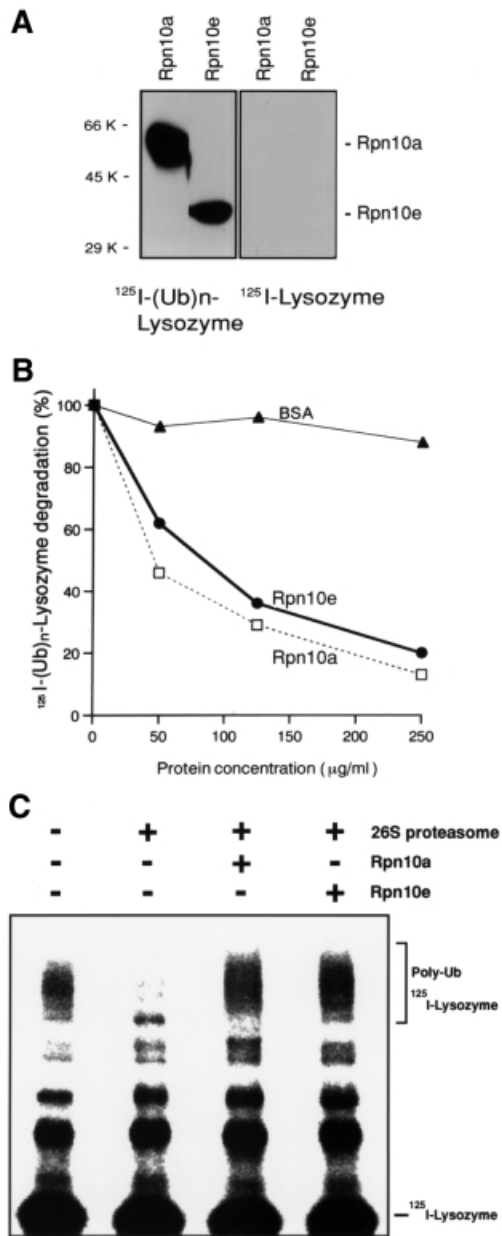 A
Rpn10a
Rpn10e
Rpn10a
Rpn10e
66 K -
45 K -
29 K -
- Rpn10a
- Rpn10e
125I-(Ub)n- 125I-Lysozyme
Lysozyme
B
125I-(Ub)n-Lysozyme degradation (%)
100
80
60
40
20
0
BSA
Rpn10e
Rpn10a
0 50 100 150 200 250
Protein concentration (µg/ml)
C
- + + + 26S proteasome
- - + - Rpn10a
- - - + Rpn10e
Poly-Ub
125I-Lysozyme
125I-Lysozyme